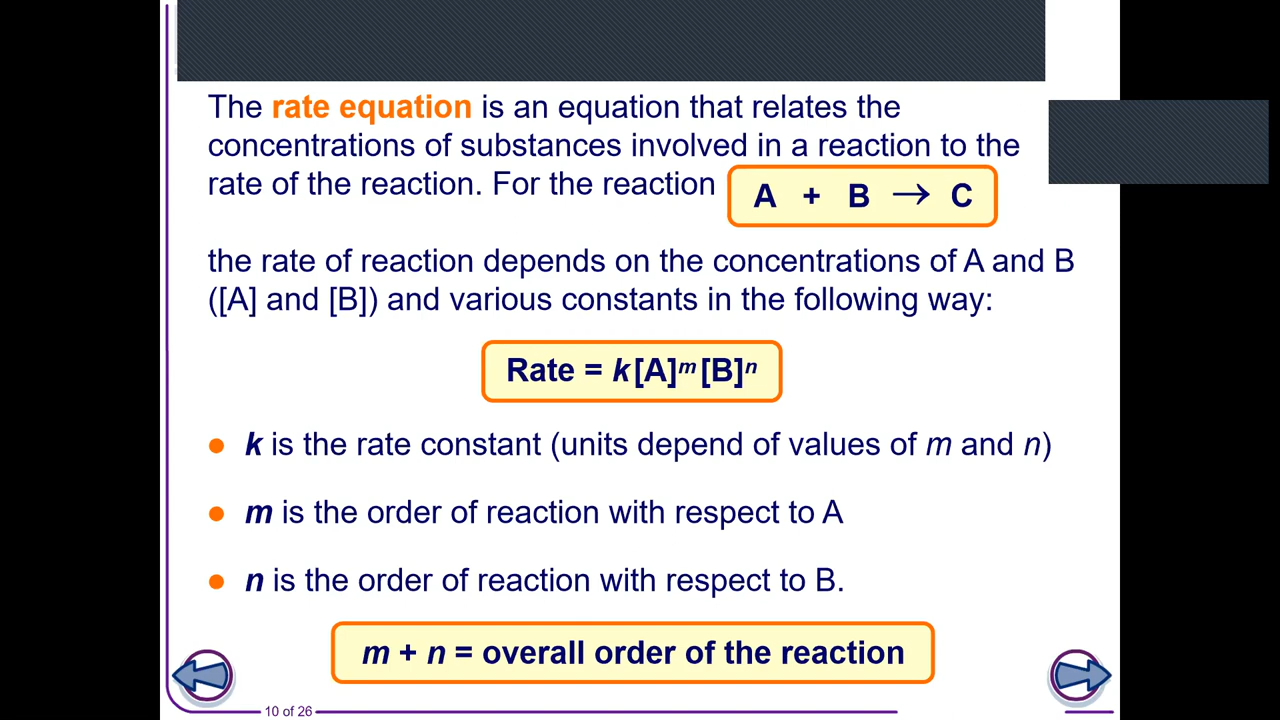 The rate equation is an equation that relates the
concentrations of substances involved in a reaction to the
rate of the reaction. For the reaction
A + B → C
the rate of reaction depends on the concentrations of A and B
([A] and [B]) and various constants in the following way:
Rate = k[A]ᵐ[B]ⁿ
k is the rate constant (units depend of values of m and n)
m is the order of reaction with respect to A
n is the order of reaction with respect to B.
m + n = overall order of the reaction
10 of 26